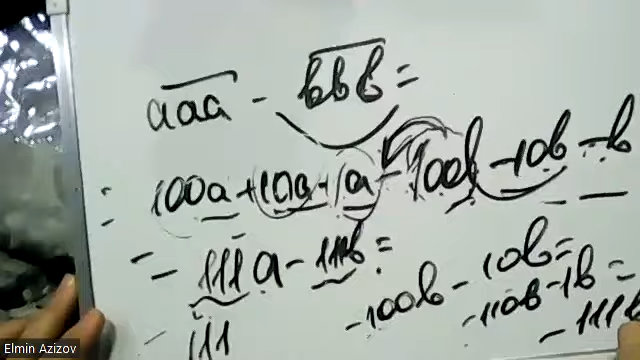 aaa - bbb =
= 100a + 10a + 1a - 100b - 10b - b
= 111a - 111b =
111
-100b - 10b =
-110b - 1b =
-111b
Elmin Azizov